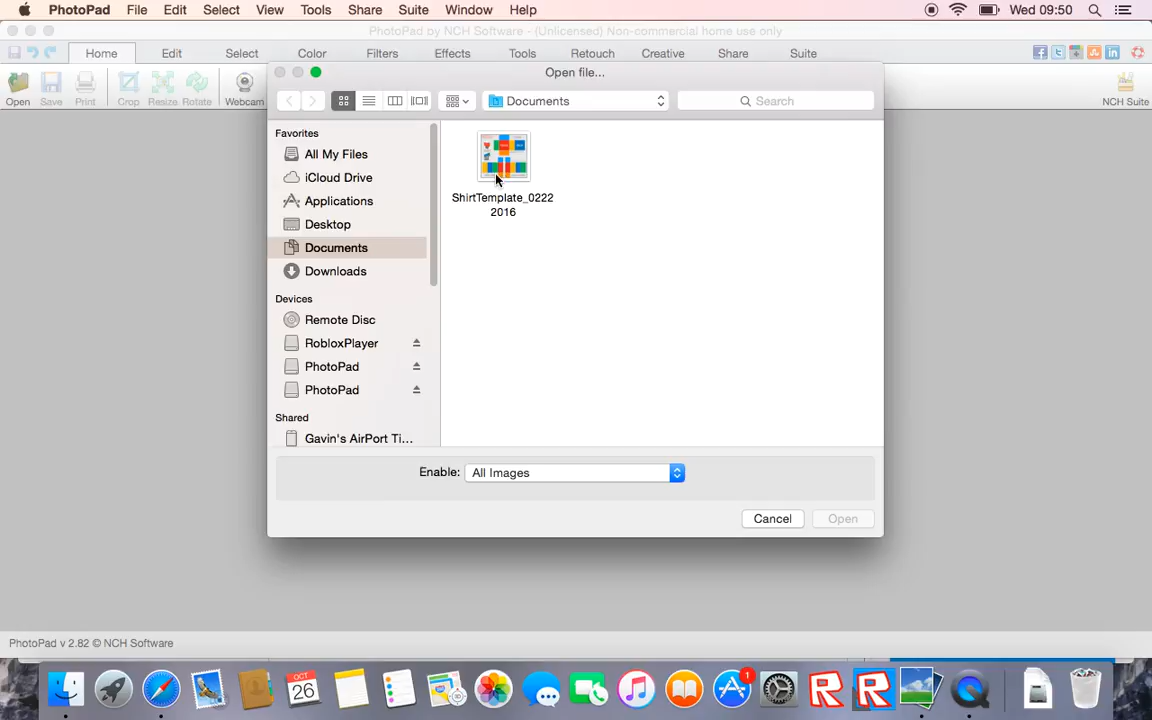 PhotoPad File Edit Select View Tools Share Suite Window Help Wed 09:50
PhotoPad by NCH Software - (Unlicensed) Non-commercial home use only
Home Edit Select Color Filters Effects Tools Retouch Creative Share Suite
Open Save Print Crop Resize Rotate Webcam NCH Suite
Open file...
Documents
Search
Favorites
All My Files
iCloud Drive
Applications
Desktop
Documents
Downloads
Devices
Remote Disc
RobloxPlayer
PhotoPad
PhotoPad
Shared
Gavin's AirPort Ti...
ShirtTemplate_0222
2016
Enable: All Images
Cancel Open
PhotoPad v 2.82 © NCH Software
OCT
26
1